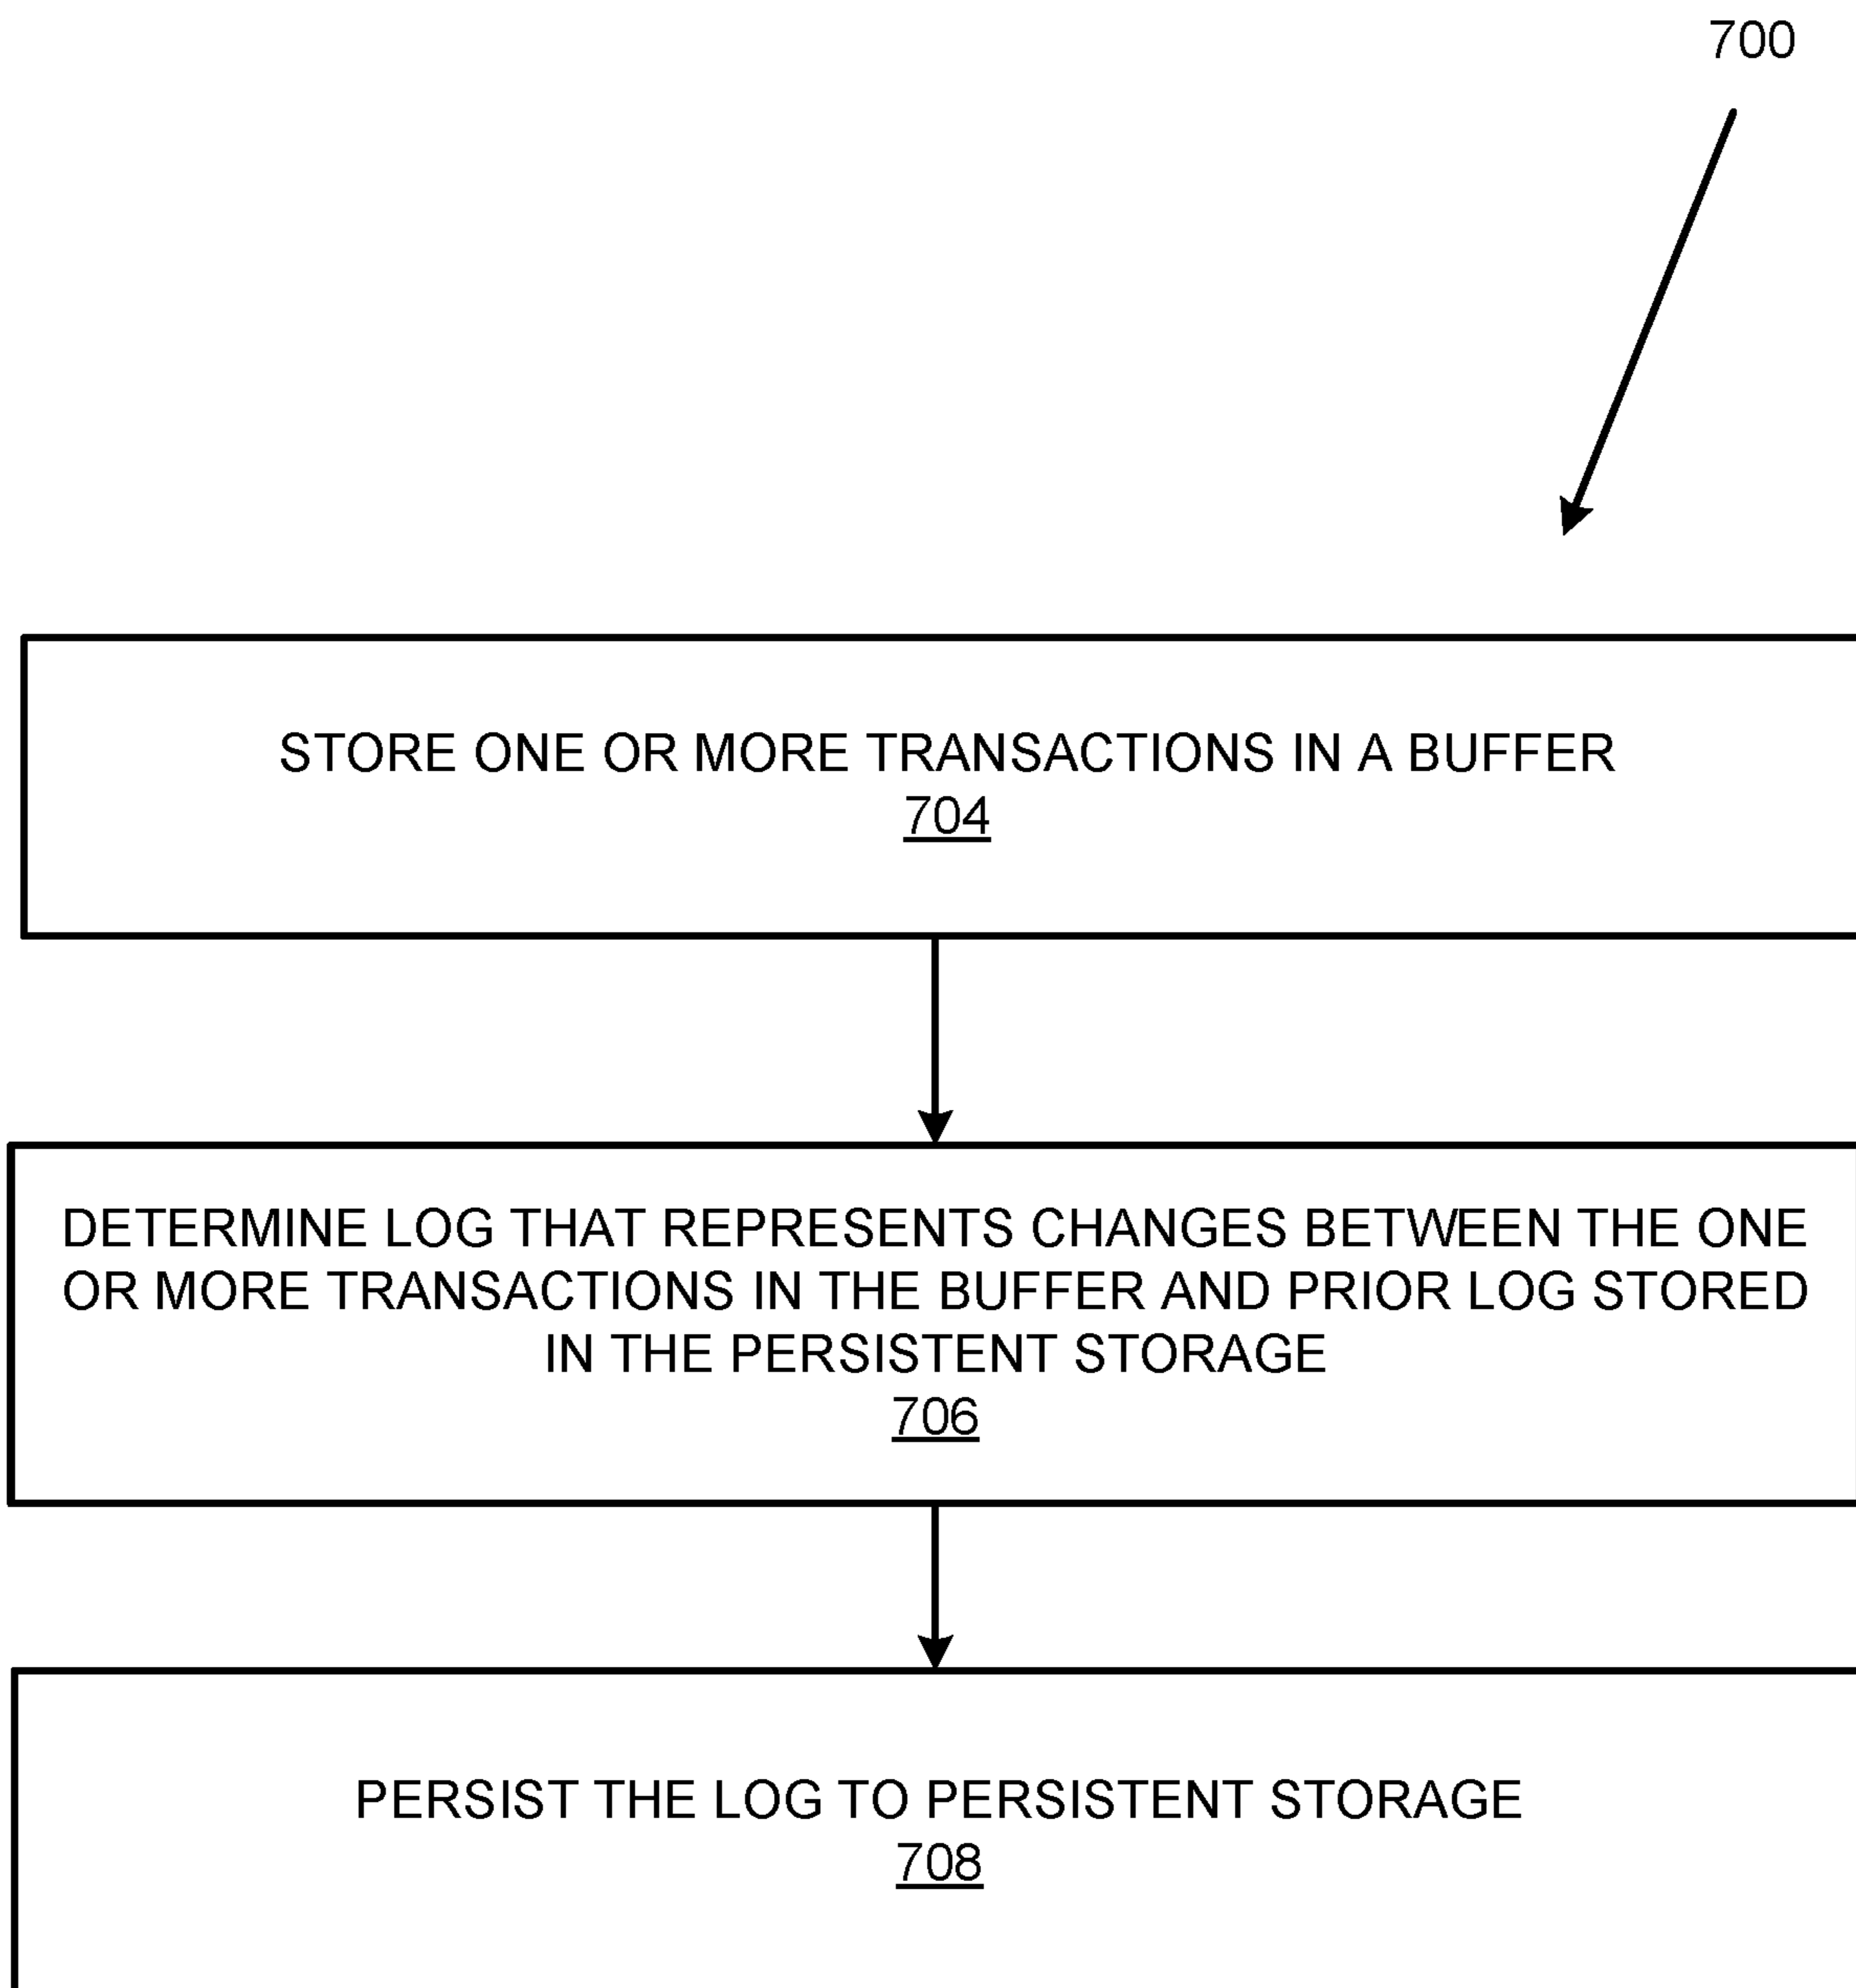 700
STORE ONE OR MORE TRANSACTIONS IN A BUFFER
704
DETERMINE LOG THAT REPRESENTS CHANGES BETWEEN THE ONE
OR MORE TRANSACTIONS IN THE BUFFER AND PRIOR LOG STORED
IN THE PERSISTENT STORAGE
706
PERSIST THE LOG TO PERSISTENT STORAGE
708